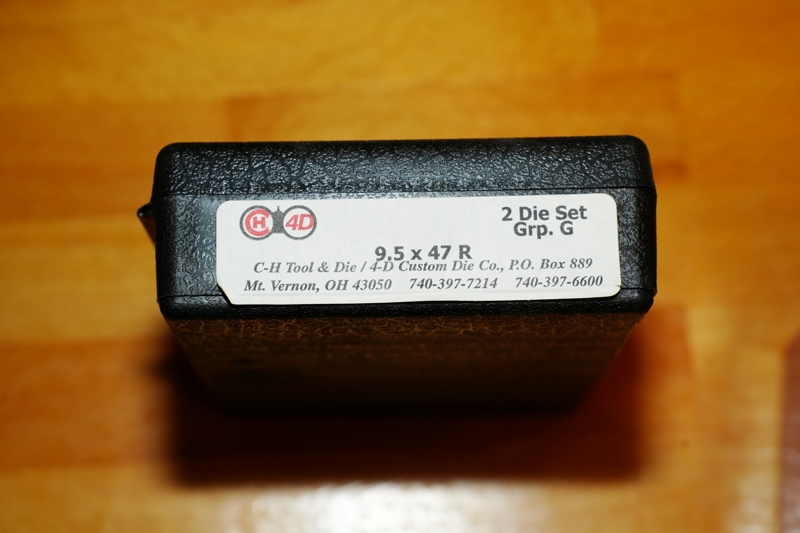 CH 4D
2 Die Set
Grp. G
9.5 x 47 R
C-H Tool & Die / 4-D Custom Die Co., P.O. Box 889
Mt. Vernon, OH 43050 740-397-7214 740-397-6600